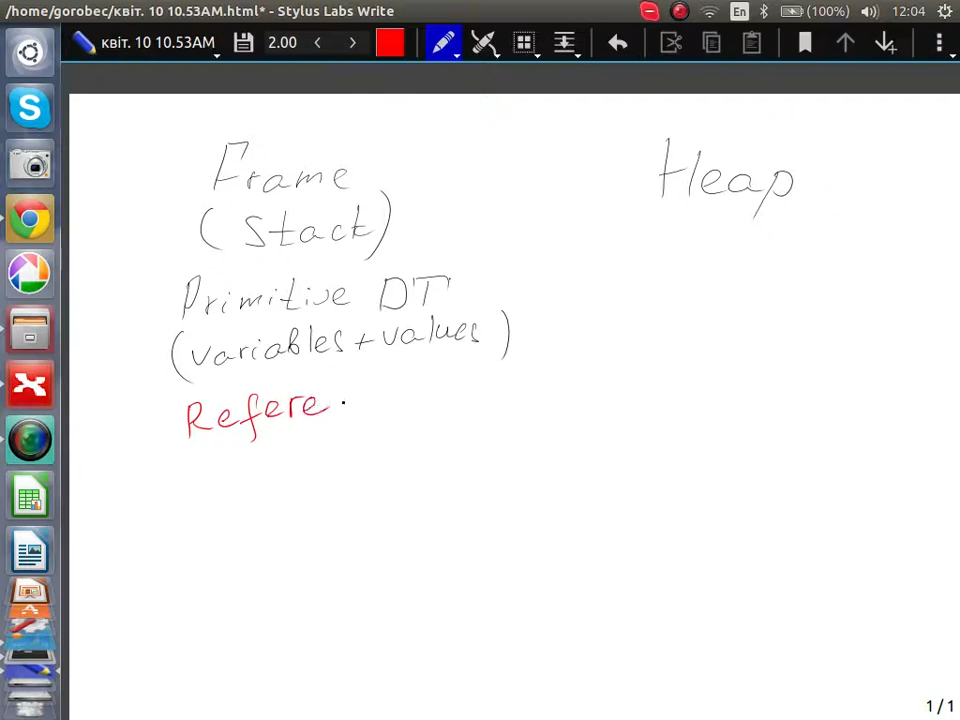 /home/gorobec/квіт. 10 10.53AM.html* - Stylus Labs Write
En (100%) 12:04
квіт. 10 10.53AM 2.00
Frame
(Stack)
Primitive DT
(variables + values )
Refere
Heap
1 / 1